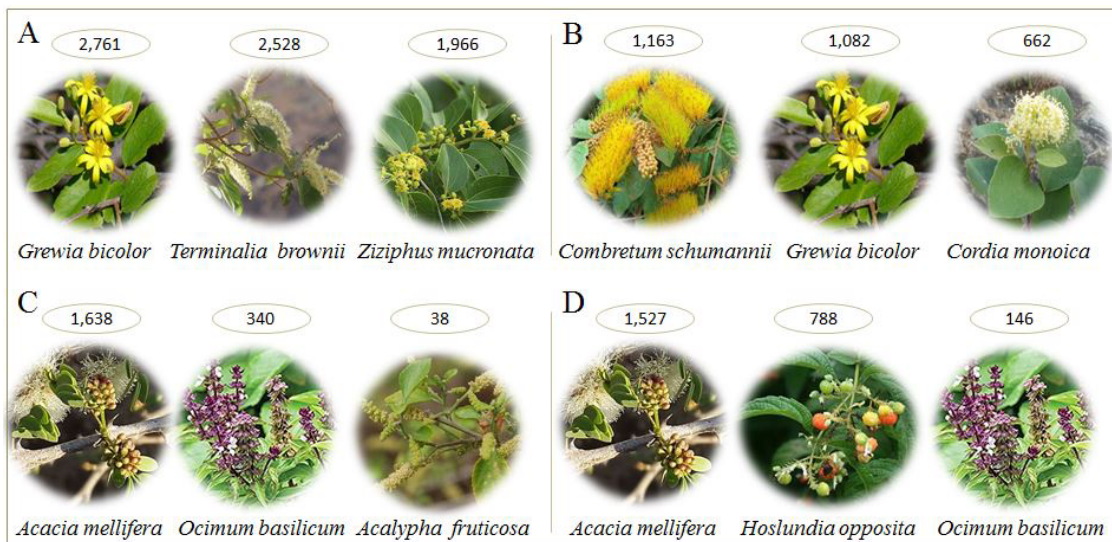 A
2,761
2,528
1,966
Grewia bicolor
Terminalia brownii
Ziziphus mucronata
B
1,163
1,082
662
Combretum schumannii
Grewia bicolor
Cordia monoica
C
1,638
340
38
Acacia mellifera
Ocimum basilicum
Acalypha fruticosa
D
1,527
788
146
Acacia mellifera
Hoslundia opposita
Ocimum basilicum